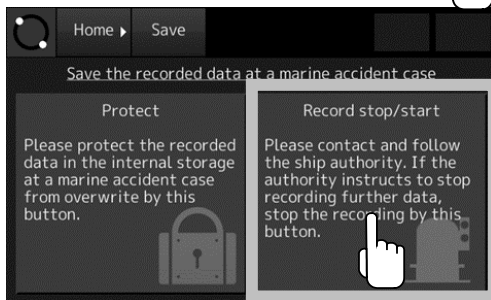 Home Save
Save the recorded data at a marine accident case
Protect
Please protect the recorded
data in the internal storage
at a marine accident case
from overwrite by this
button.
Record stop/start
Please contact and follow
the ship authority. If the
authority instructs to stop
recording further data,
stop the recording by this
button.